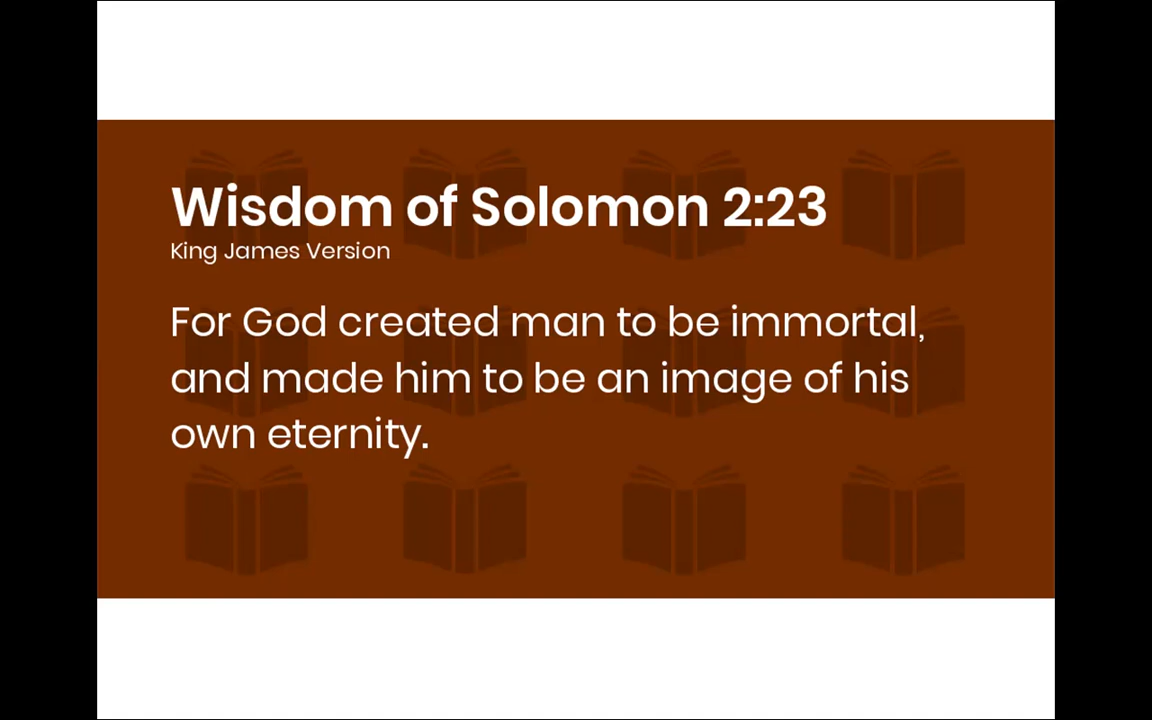 Wisdom of Solomon 2:23
King James Version
For God created man to be immortal,
and made him to be an image of his
own eternity.